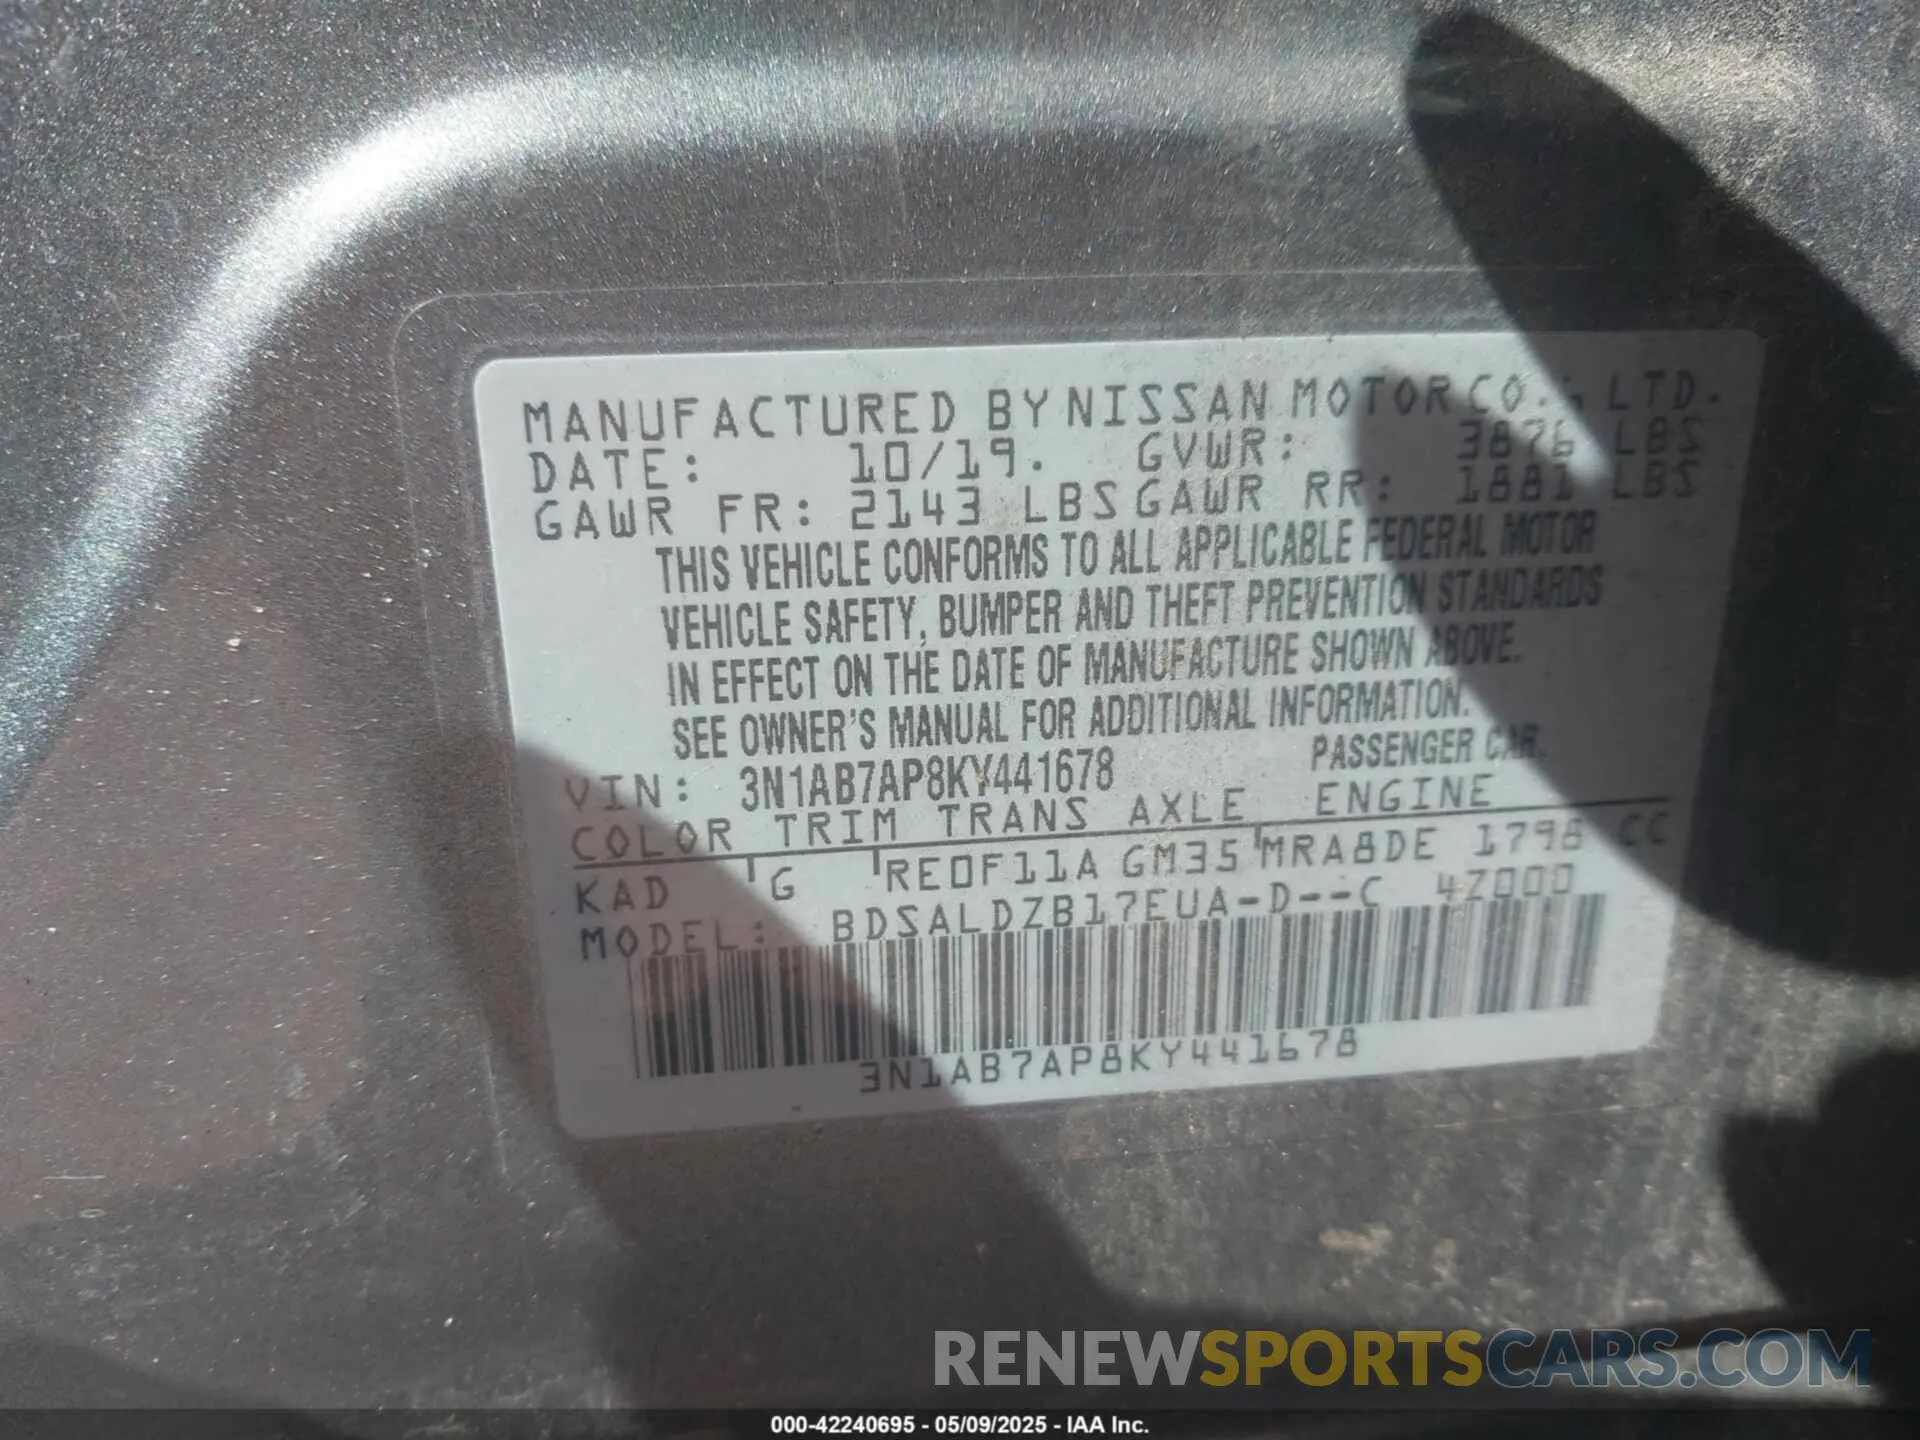 MANUFACTURED BY NISSAN MOTOR CO., LTD.
DATE: 10/19. GVWR: 3876 LBS
GAWR FR: 2143 LBS GAWR RR: 1881 LBS
THIS VEHICLE CONFORMS TO ALL APPLICABLE FEDERAL MOTOR
VEHICLE SAFETY, BUMPER AND THEFT PREVENTION STANDARDS
IN EFFECT ON THE DATE OF MANUFACTURE SHOWN ABOVE.
SEE OWNER'S MANUAL FOR ADDITIONAL INFORMATION.
VIN: 3N1AB7AP8KY441678 PASSENGER CAR
COLOR TRIM TRANS AXLE ENGINE
KAD G RE0F11A GM35 MRA8DE 1798 CC
MODEL: BDSALDZB17EUA-D--C 4Z000
3N1AB7AP8KY441678
RENEWSPORTSCARS.COM
000-42240695 - 05/09/2025 - IAA Inc.